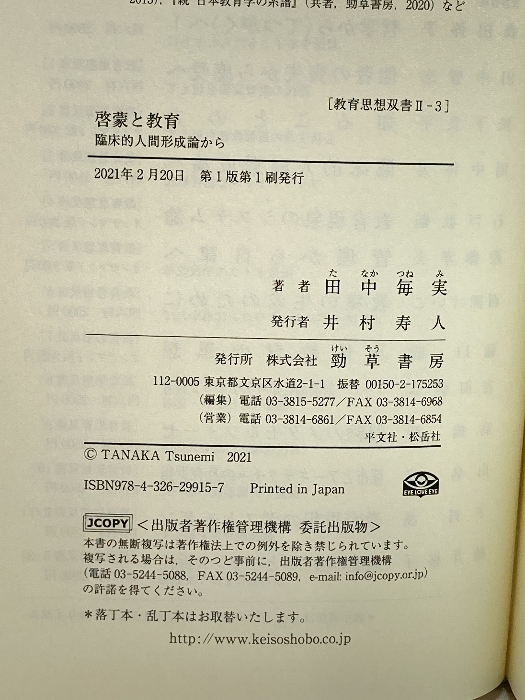 2015)，『続 日本教育学の系譜』(共著, 勁草書房, 2020) など
［教育思想双書Ⅱ-3］
啓蒙と教育
臨床的人間形成論から
2021年2月20日　第1版第1刷発行
た なか つね み
著者 田中毎実
発行者 井村寿人
けい そう
発行所 株式会社 勁草書房
112-0005 東京都文京区水道2-1-1 振替 00150-2-175253
(編集) 電話 03-3815-5277／FAX 03-3814-6968
(営業) 電話 03-3814-6861／FAX 03-3814-6854
平文社・松岳社
© TANAKA Tsunemi 2021
ISBN978-4-326-29915-7 Printed in Japan
EYE LOVE EYE
JCOPY ＜出版者著作権管理機構 委託出版物＞
本書の無断複写は著作権法上での例外を除き禁じられています。
複写される場合は，そのつど事前に，出版者著作権管理機構
(電話 03-5244-5088, FAX 03-5244-5089, e-mail: info@jcopy.or.jp)
の許諾を得てください。
＊落丁本・乱丁本はお取替いたします。
http://www.keisoshobo.co.jp